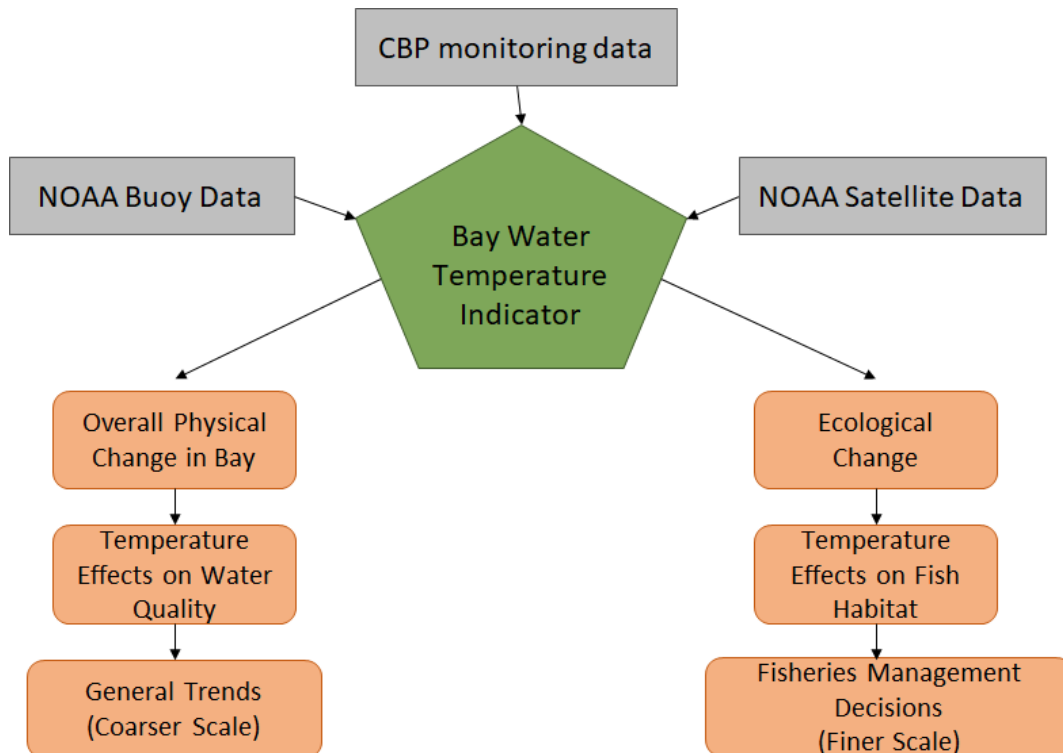 CBP monitoring data
NOAA Buoy Data
NOAA Satellite Data
Bay Water
Temperature
Indicator
Overall Physical
Change in Bay
Temperature
Effects on Water
Quality
General Trends
(Coarser Scale)
Ecological
Change
Temperature
Effects on Fish
Habitat
Fisheries Management
Decisions
(Finer Scale)